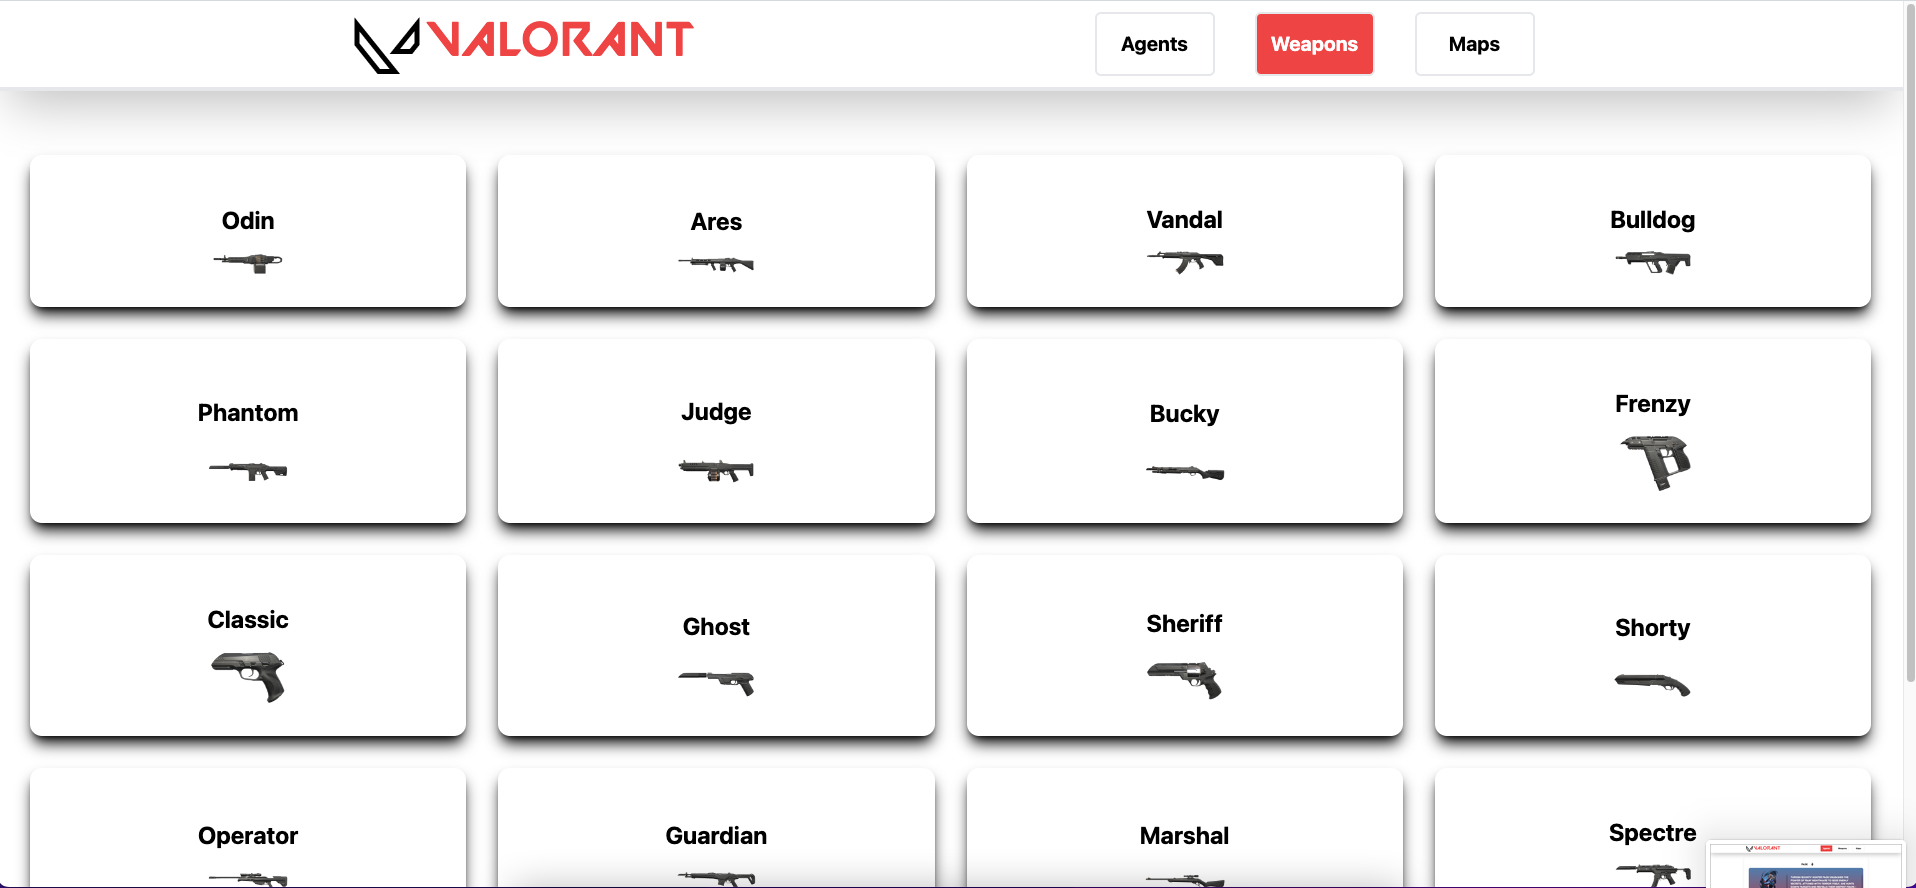 VALORANT
Agents
Weapons
Maps
Odin
Ares
Vandal
Bulldog
Phantom
Judge
Bucky
Frenzy
Classic
Ghost
Sheriff
Shorty
Operator
Guardian
Marshal
Spectre
VALORANT